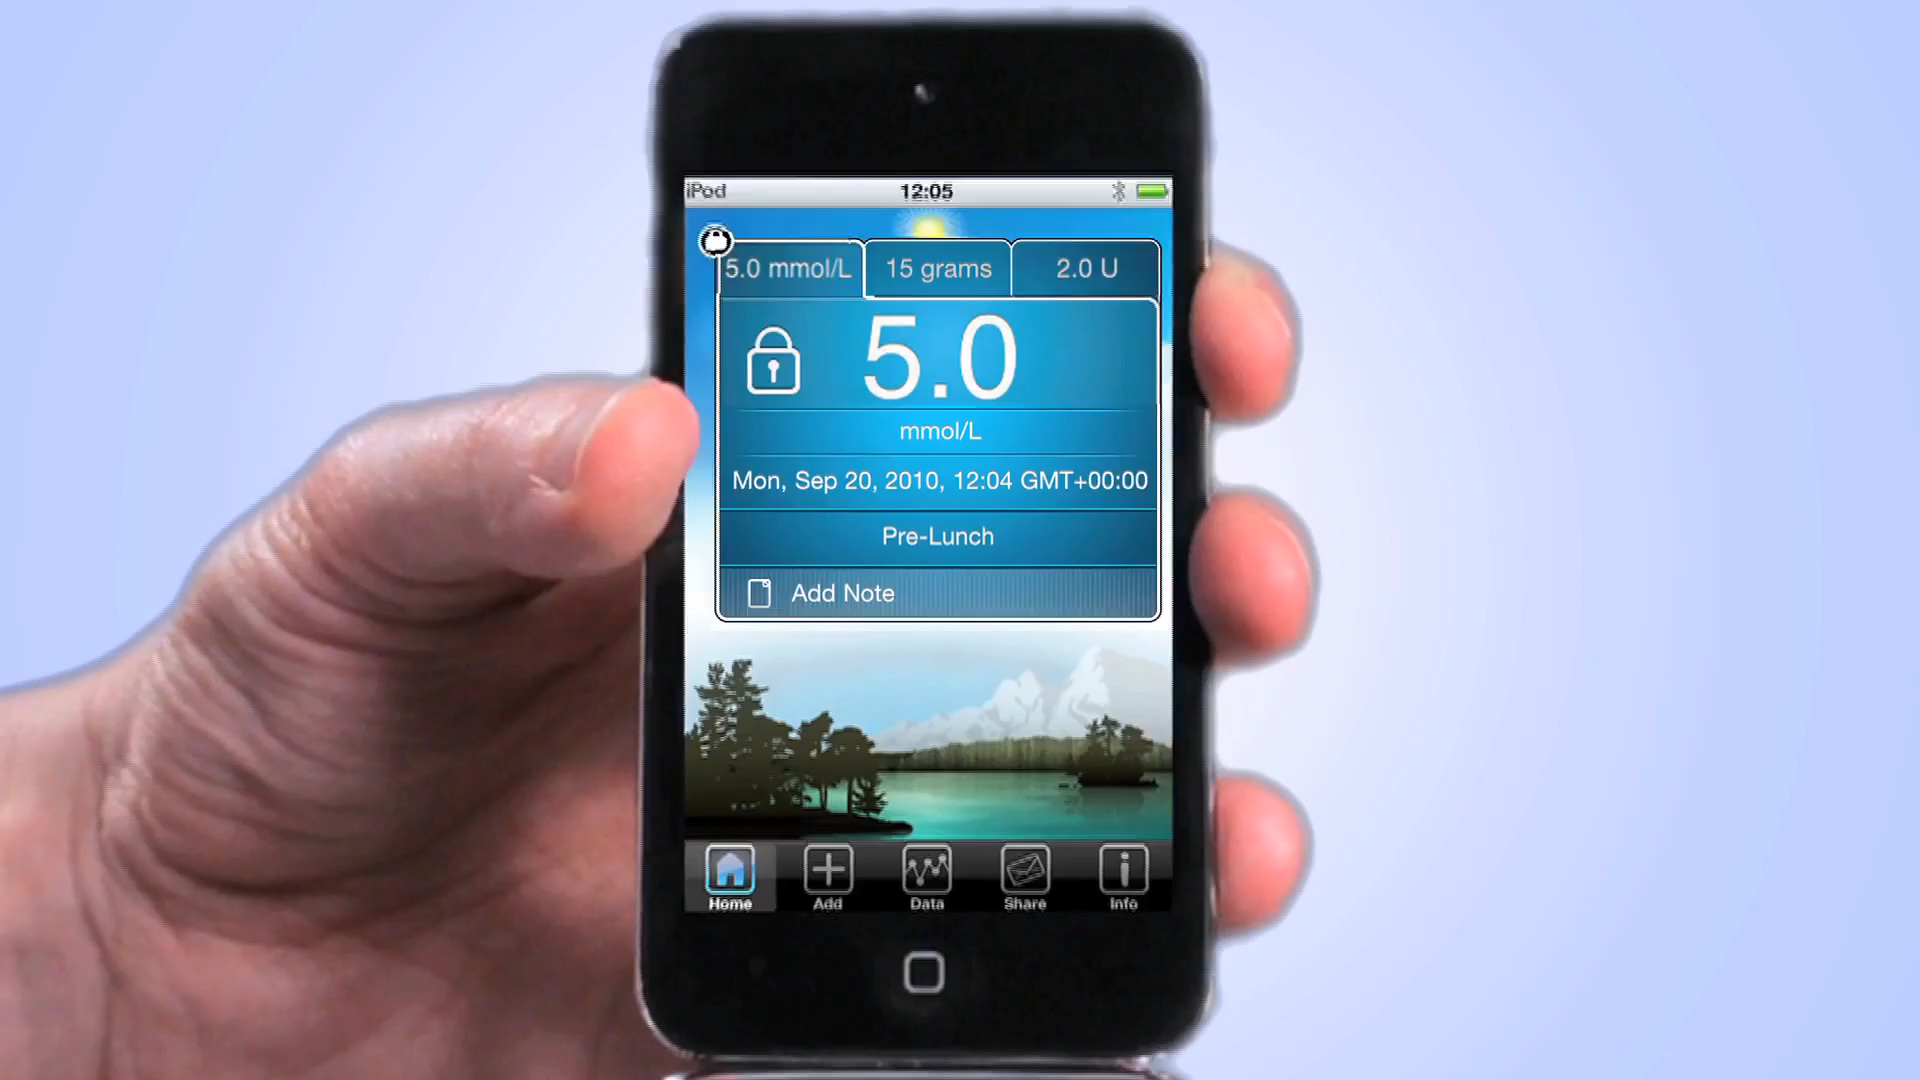 iPod 12:05
5.0 mmol/L 15 grams 2.0 U
5.0
mmol/L
Mon, Sep 20, 2010, 12:04 GMT+00:00
Pre-Lunch
Add Note
Home Add Data Share Info